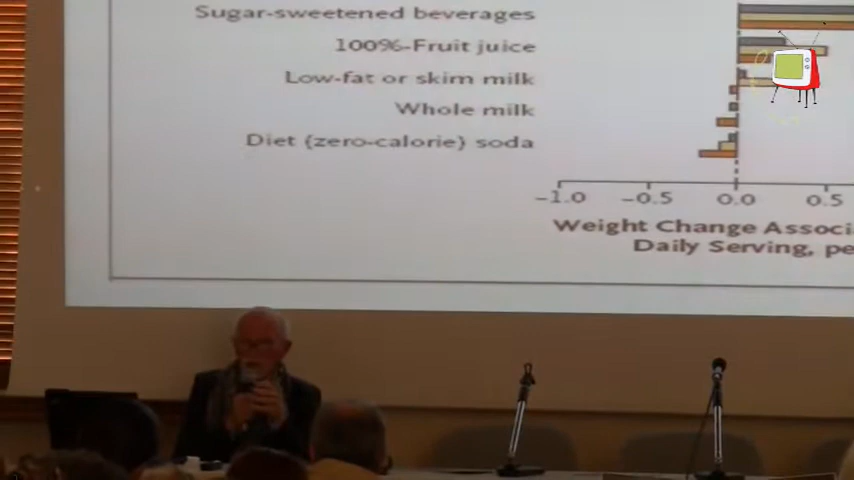 Sugar-sweetened beverages
100%-Fruit juice
Low-fat or skim milk
Whole milk
Diet (zero-calorie) soda
−1.0 −0.5 0.0 0.5
Weight Change Associ
Daily Serving, pe